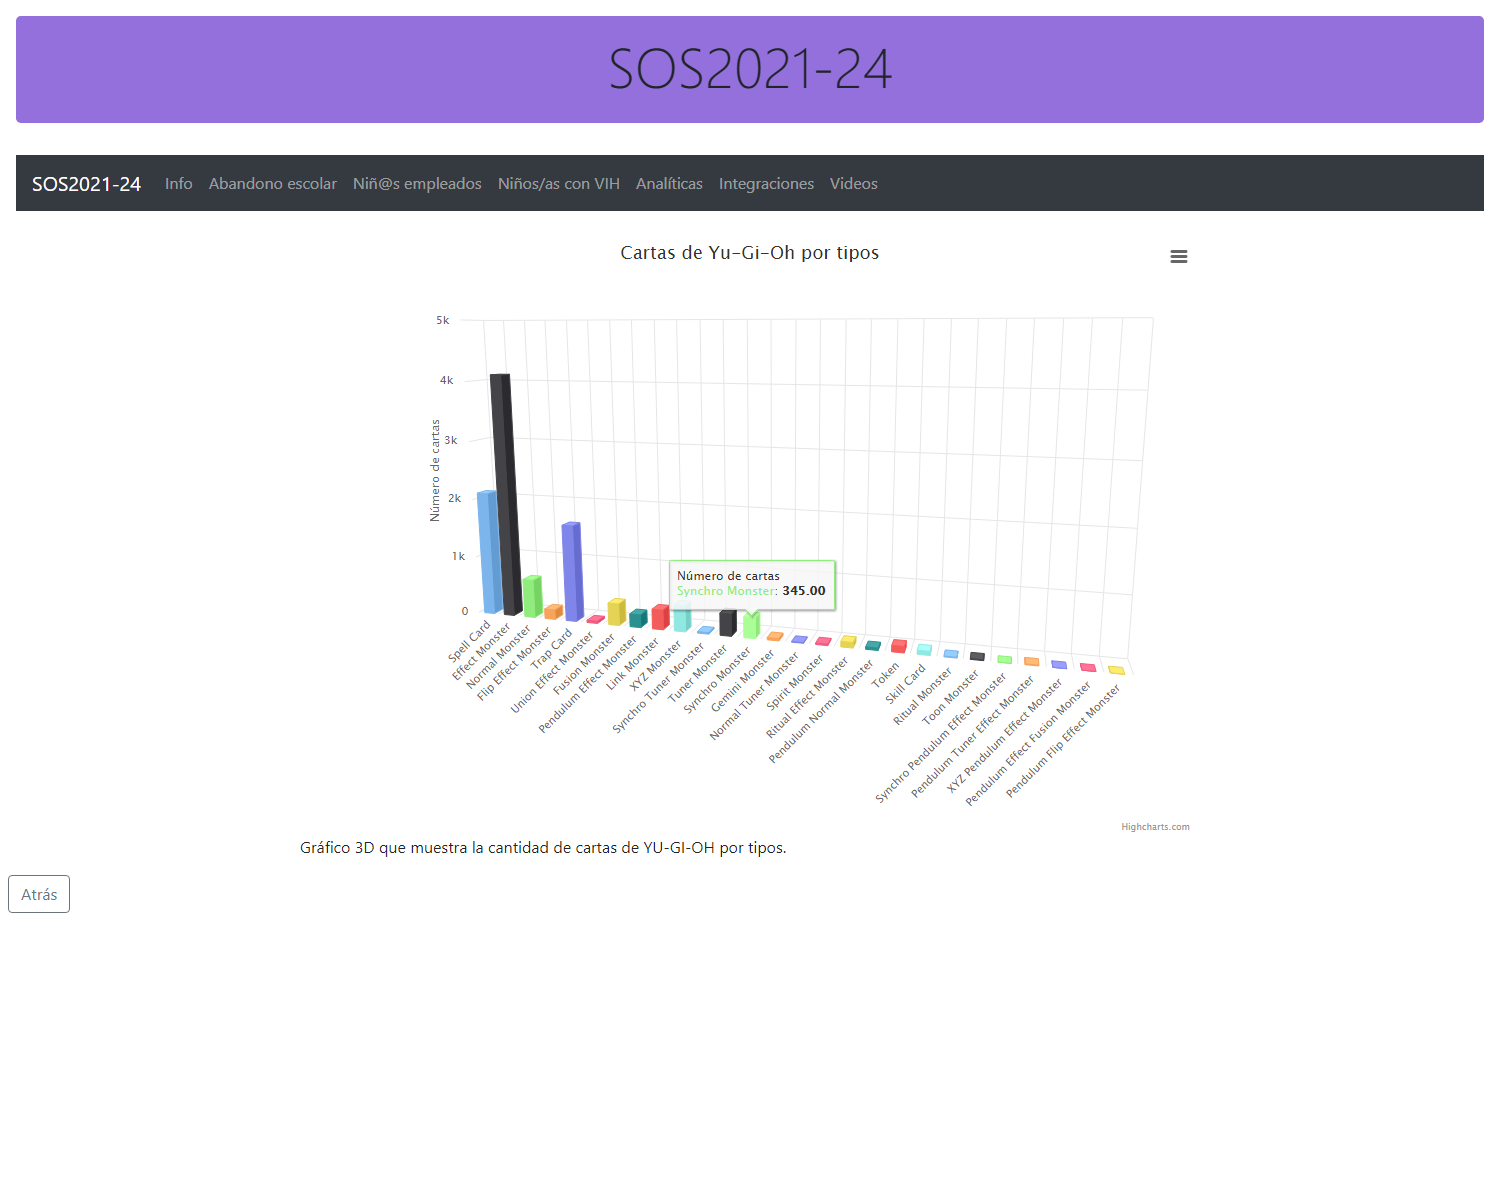 SOS2021-24
SOS2021-24 Info Abandono escolar Niñ@s empleados Niños/as con VIH Analíticas Integraciones Videos
Cartas de Yu-Gi-Oh por tipos
5k
4k
3k
2k
1k
0
Número de cartas
Número de cartas
Synchro Monster: 345.00
Spell Card
Effect Monster
Normal Monster
Flip Effect Monster
Trap Card
Union Effect Monster
Fusion Monster
Pendulum Effect Monster
Link Monster
XYZ Monster
Synchro Tuner Monster
Tuner Monster
Synchro Monster
Gemini Monster
Normal Tuner Monster
Spirit Monster
Ritual Effect Monster
Pendulum Normal Monster
Token
Skill Card
Ritual Monster
Toon Monster
Synchro Pendulum Effect Monster
Pendulum Tuner Effect Monster
XYZ Pendulum Effect Monster
Pendulum Effect Fusion Monster
Pendulum Flip Effect Monster
Highcharts.com
Gráfico 3D que muestra la cantidad de cartas de YU-GI-OH por tipos.
Atrás